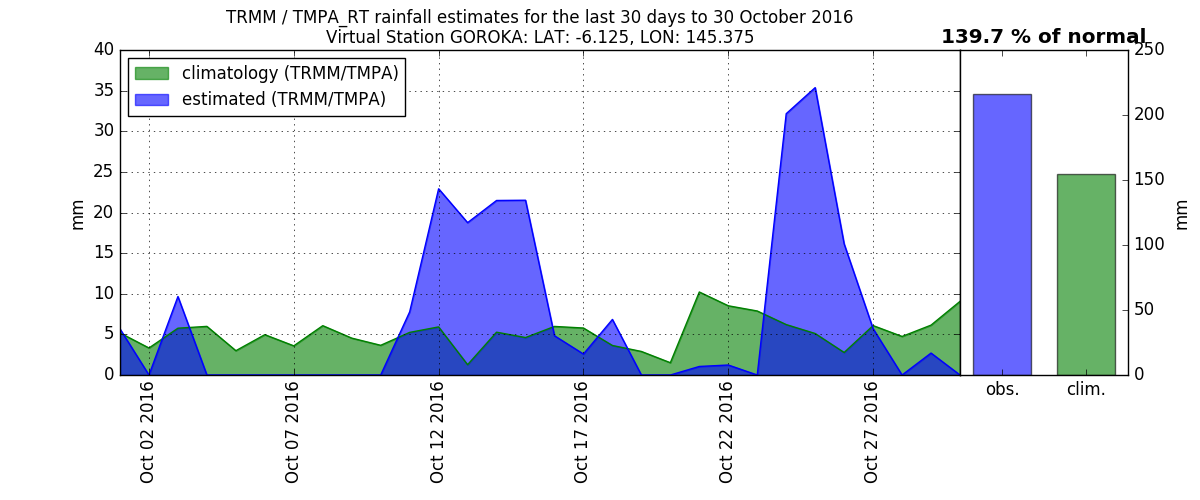 TRMM / TMPA_RT rainfall estimates for the last 30 days to 30 October 2016
Virtual Station GOROKA: LAT: -6.125, LON: 145.375
139.7 % of normal
climatology (TRMM/TMPA)
estimated (TRMM/TMPA)
40
35
30
25
20
15
10
5
0
mm
Oct 02 2016
Oct 07 2016
Oct 12 2016
Oct 17 2016
Oct 22 2016
Oct 27 2016
250
200
150
100
50
0
mm
obs.
clim.